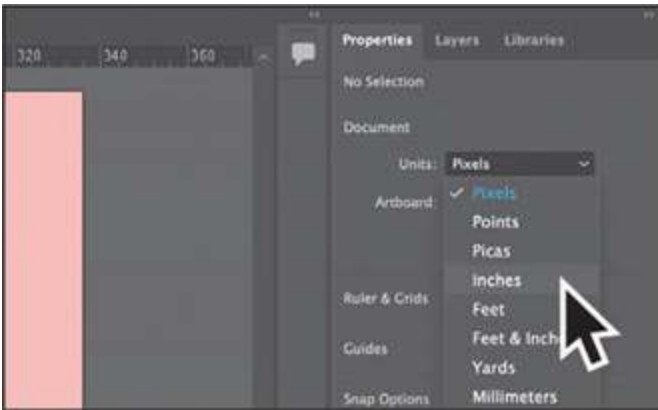 Properties Layers Libraries
320 340 360
No Selection
Document
Units: Pixels
Artboard: ✓ Pixels
Points
Picas
Inches
Ruler & Grids
Feet
Feet & Inch
Guides
Yards
Snap Options
Millimeters